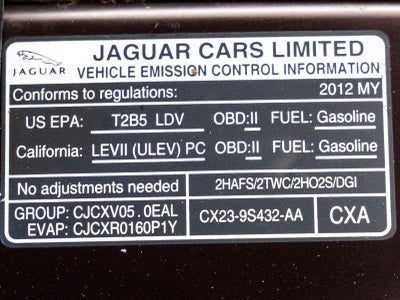 JAGUAR
JAGUAR CARS LIMITED
VEHICLE EMISSION CONTROL INFORMATION
Conforms to regulations: 2012 MY
US EPA: T2B5 LDV OBD:II FUEL: Gasoline
California: LEVII (ULEV) PC OBD:II FUEL: Gasoline
No adjustments needed 2HAFS/2TWC/2HO2S/DGI
GROUP: CJCXV05.0EAL
EVAP: CJCXR0160P1Y
CX23-9S432-AA CXA